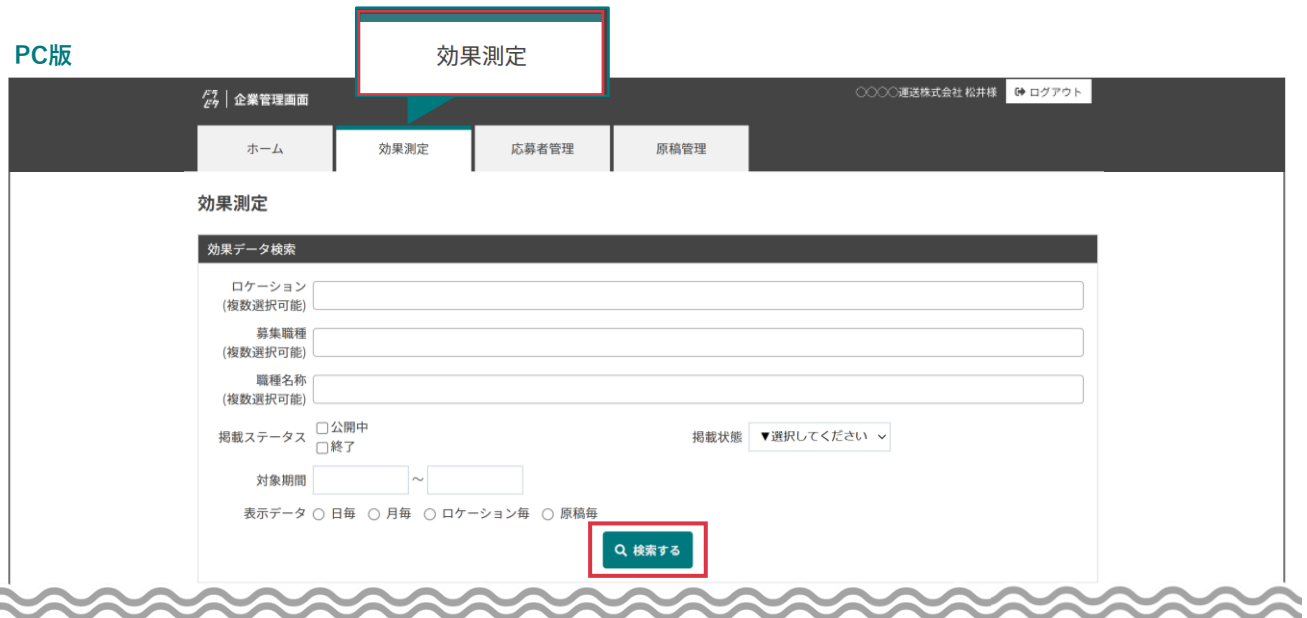 PC版
効果測定
ドラピタ 企業管理画面
〇〇〇〇運送株式会社 松井様 ログアウト
ホーム 効果測定 応募者管理 原稿管理
効果測定
効果データ検索
ロケーション
(複数選択可能)
募集職種
(複数選択可能)
職種名称
(複数選択可能)
掲載ステータス
公開中
終了
掲載状態 ▼選択してください
対象期間 ～
表示データ 日毎 月毎 ロケーション毎 原稿毎
検索する